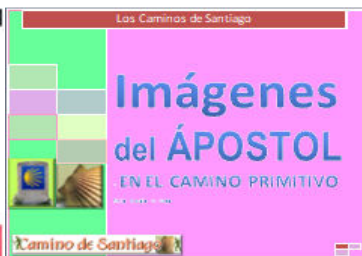 Los Caminos de Santiago
Imágenes
del ÁPOSTOL
EN EL CAMINO PRIMITIVO
Camino de Santiago